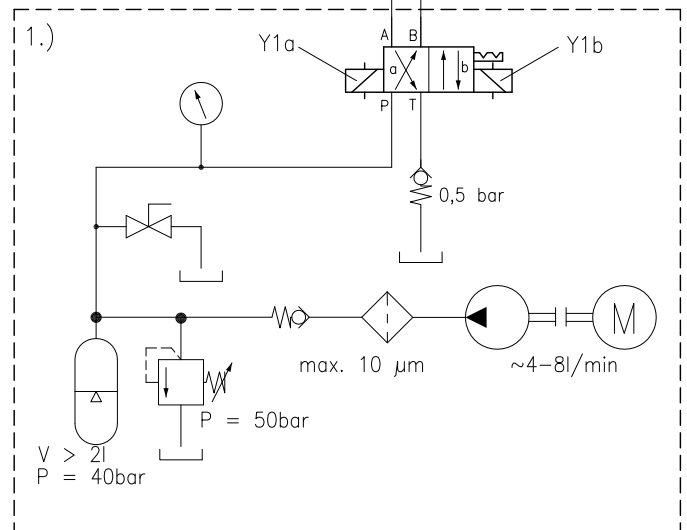 1.)
A B
Y1a
Y1b
a
b
P T
0,5 bar
M
max. 10 µm
~4-8l/min
P = 50bar
V > 2l
P = 40bar